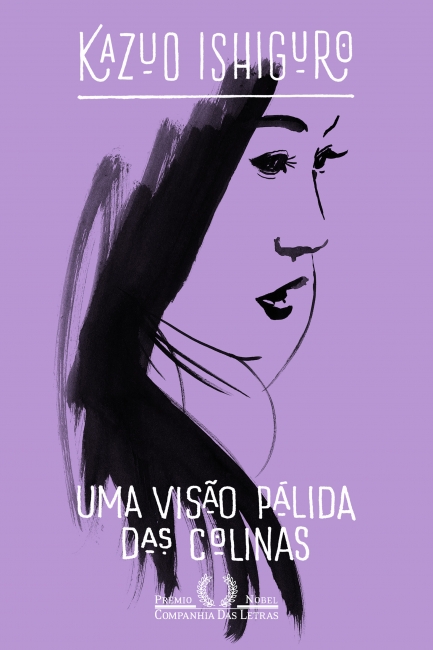 KAZUO ISHIGURO
UMA VISÃO PÁLIDA
DAS COLINAS
PRÊMIO NOBEL
COMPANHIA DAS LETRAS